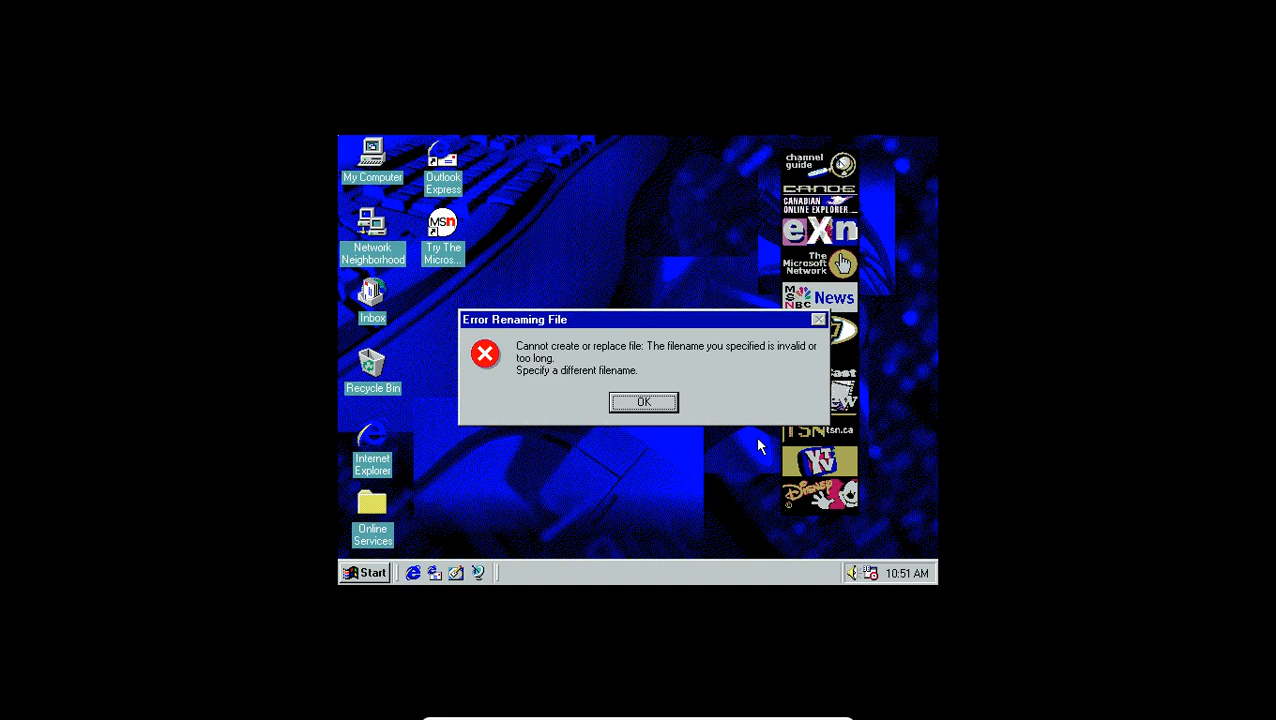 My Computer
Outlook
Express
Network
Neighborhood
MSn
Try The
Micros...
Inbox
Recycle Bin
Internet
Explorer
Online
Services
channel
guide
CANOE
CANADIAN
ONLINE EXPLORER
eXn
The
Microsoft
Network
MSNBC News
Error Renaming File
Cannot create or replace file: The filename you specified is invalid or
too long.
Specify a different filename.
OK
TSN tsn.ca
YTV
DISNEY
©
Start
10:51 AM